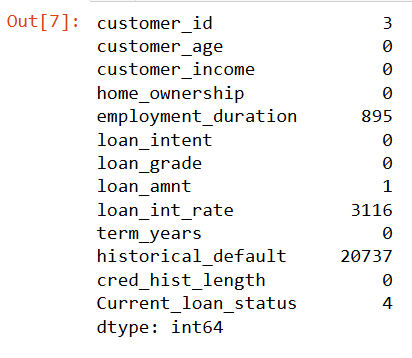 Out[7]: customer_id 3
customer_age 0
customer_income 0
home_ownership 0
employment_duration 895
loan_intent 0
loan_grade 0
loan_amnt 1
loan_int_rate 3116
term_years 0
historical_default 20737
cred_hist_length 0
Current_loan_status 4
dtype: int64